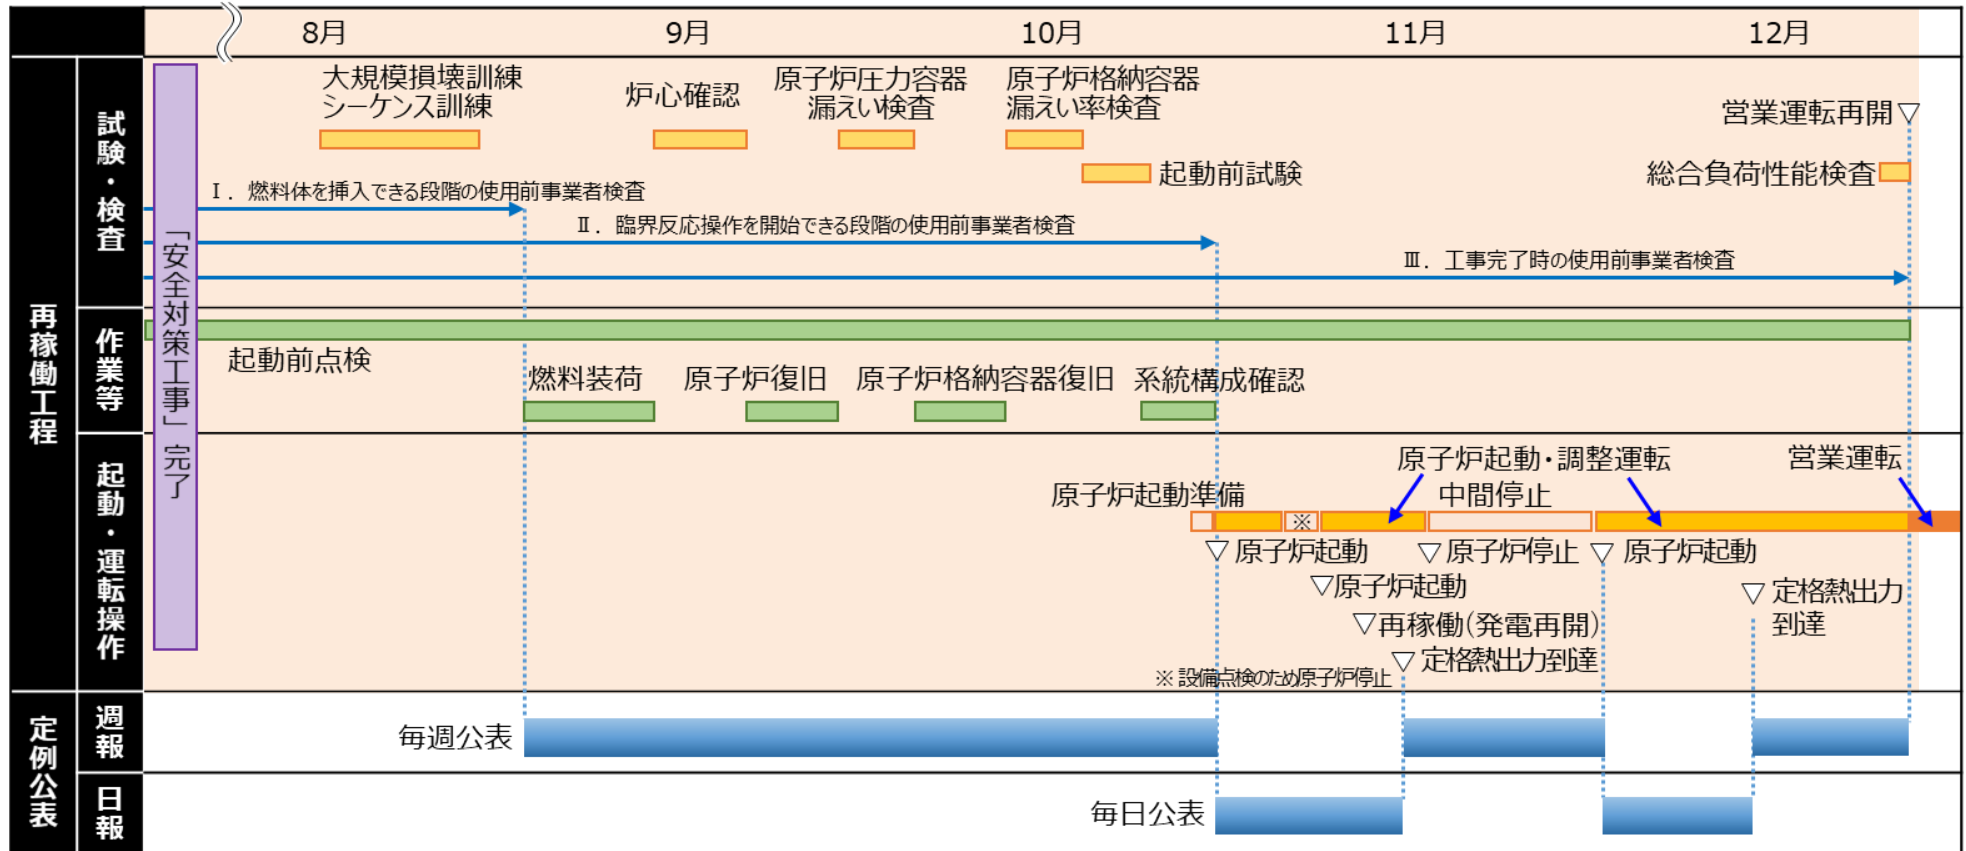 8月
9月
10月
11月
12月
再稼働工程
試験・検査
「安全対策工事」完了
大規模損壊訓練
シーケンス訓練
炉心確認
原子炉圧力容器
漏えい検査
原子炉格納容器
漏えい率検査
営業運転再開▽
起動前試験
総合負荷性能検査
Ⅰ．燃料体を挿入できる段階の使用前事業者検査
Ⅱ．臨界反応操作を開始できる段階の使用前事業者検査
Ⅲ．工事完了時の使用前事業者検査
作業等
起動前点検
燃料装荷
原子炉復旧
原子炉格納容器復旧
系統構成確認
起動・運転操作
原子炉起動・調整運転
営業運転
原子炉起動準備
中間停止
※
▽原子炉起動
▽原子炉停止
▽原子炉起動
▽原子炉起動
▽定格熱出力
到達
▽再稼働(発電再開)
▽定格熱出力到達
※設備点検のため原子炉停止
定例公表
週報
毎週公表
日報
毎日公表